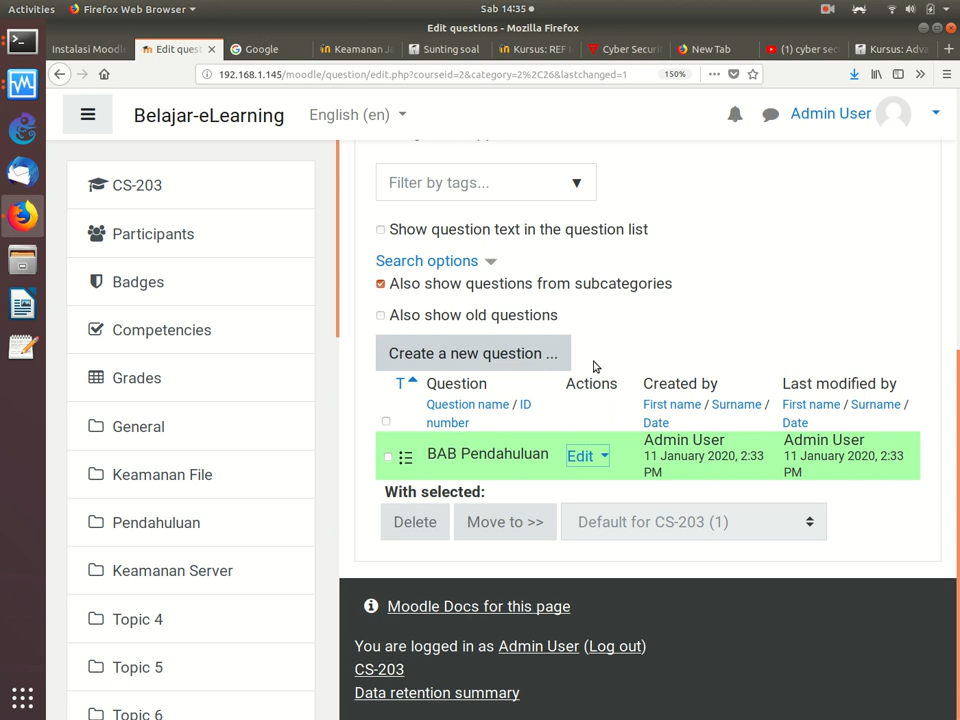 Activities
Firefox Web Browser
Sab 14:35
Edit questions - Mozilla Firefox
Instalasi Moodl
Edit quest
Google
Keamanan J
Sunting soal
Kursus: REF
Cyber Securi
New Tab
(1) cyber sec
Kursus: Adva
192.168.1.145/moodle/question/edit.php?courseid=2&category=2%2C26&lastchanged=1
150%
Belajar-eLearning
English (en)
Admin User
CS-203
Participants
Badges
Competencies
Grades
General
Keamanan File
Pendahuluan
Keamanan Server
Topic 4
Topic 5
Topic 6
Filter by tags...
Show question text in the question list
Search options
Also show questions from subcategories
Also show old questions
Create a new question ...
T Question Actions Created by Last modified by
Question name / ID number
First name / Surname / Date
First name / Surname / Date
BAB Pendahuluan
Edit
Admin User
11 January 2020, 2:33 PM
Admin User
11 January 2020, 2:33 PM
With selected:
Delete
Move to >>
Default for CS-203 (1)
Moodle Docs for this page
You are logged in as Admin User (Log out)
CS-203
Data retention summary